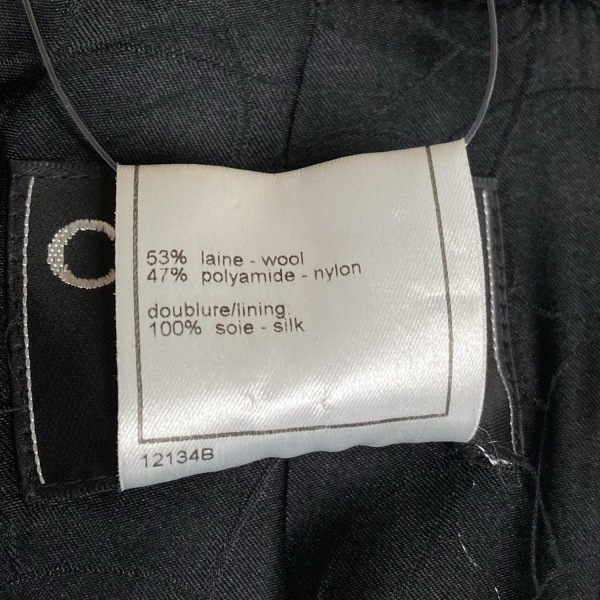 C
53% laine - wool
47% polyamide - nylon
doublure/lining:
100% soie - silk
12134B